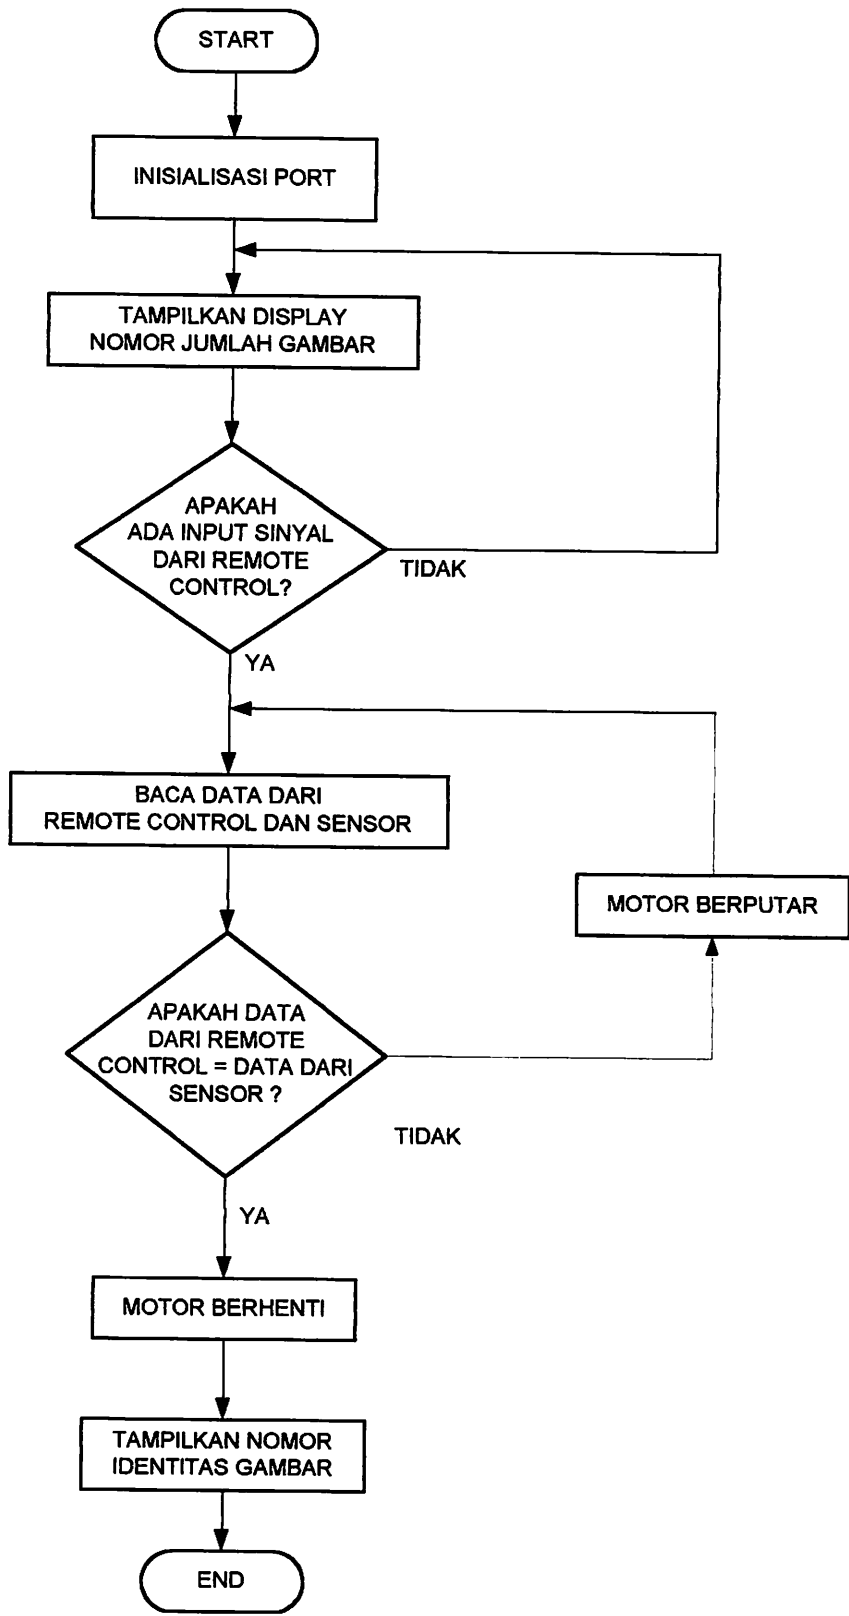 START
INISIALISASI PORT
TAMPILKAN DISPLAY
NOMOR JUMLAH GAMBAR
APAKAH
ADA INPUT SINYAL
DARI REMOTE
CONTROL?
TIDAK
YA
BACA DATA DARI
REMOTE CONTROL DAN SENSOR
MOTOR BERPUTAR
APAKAH DATA
DARI REMOTE
CONTROL = DATA DARI
SENSOR ?
TIDAK
YA
MOTOR BERHENTI
TAMPILKAN NOMOR
IDENTITAS GAMBAR
END